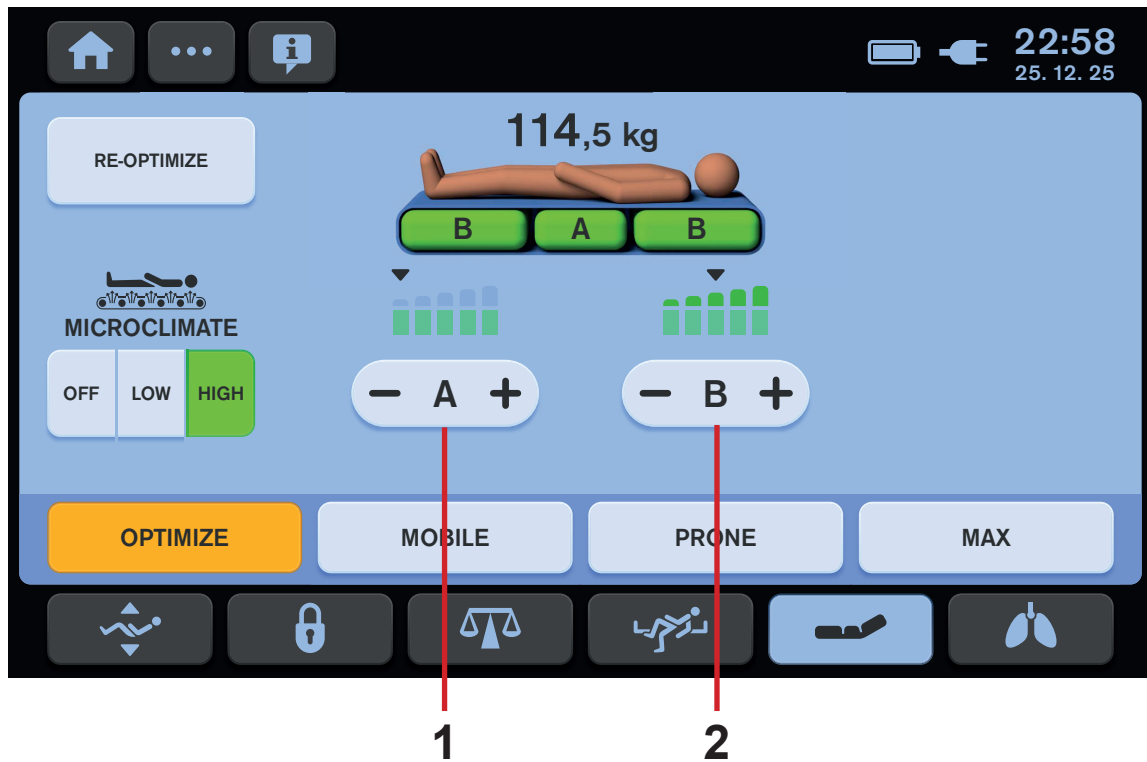 22:58
25. 12. 25
RE-OPTIMIZE
114,5 kg
B A B
MICROCLIMATE
OFF LOW HIGH
− A +
− B +
OPTIMIZE MOBILE PRONE MAX
1 2